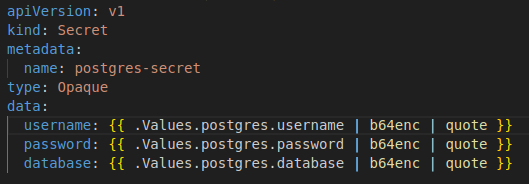 apiVersion: v1
kind: Secret
metadata:
  name: postgres-secret
type: Opaque
data:
  username: {{ .Values.postgres.username | b64enc | quote }}
  password: {{ .Values.postgres.password | b64enc | quote }}
  database: {{ .Values.postgres.database | b64enc | quote }}